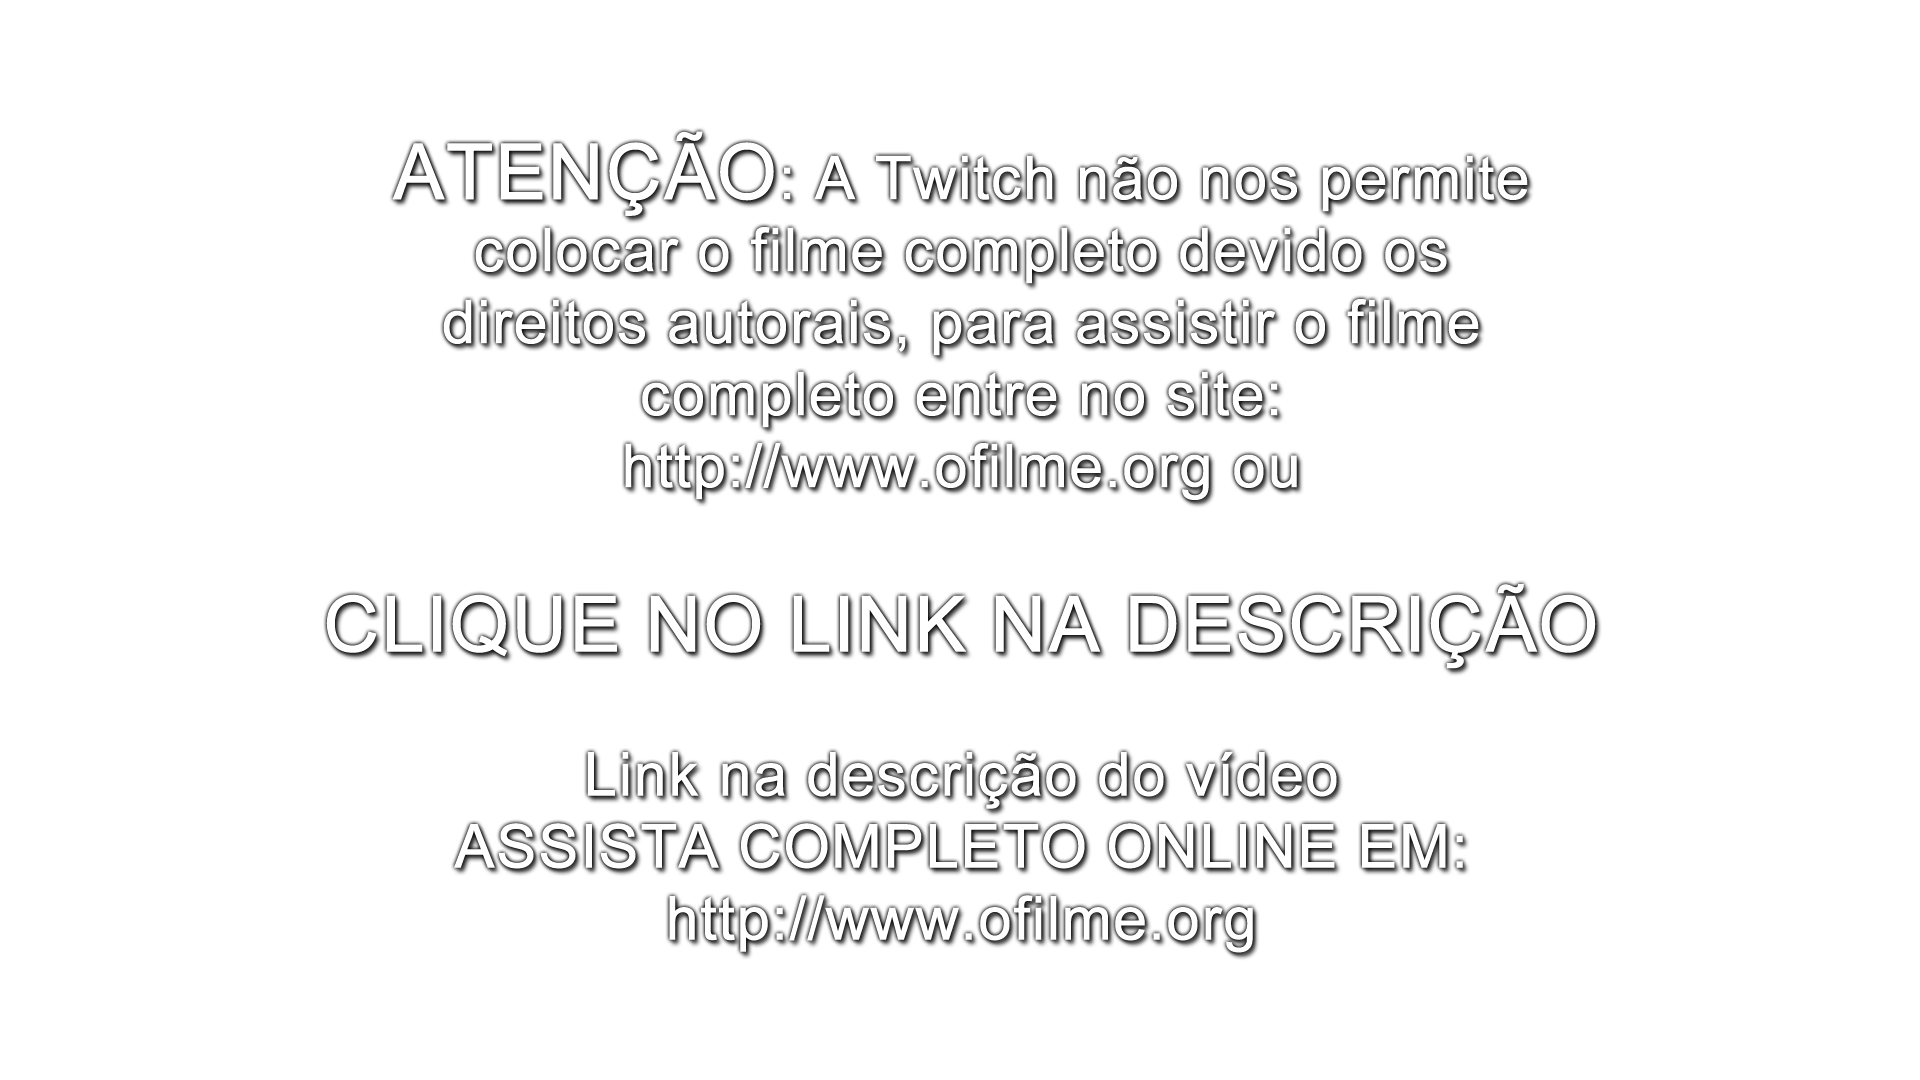 ATENÇÃO: A Twitch não nos permite
colocar o filme completo devido os
direitos autorais, para assistir o filme
completo entre no site:
http://www.ofilme.org ou
CLIQUE NO LINK NA DESCRIÇÃO
Link na descrição do vídeo
ASSISTA COMPLETO ONLINE EM:
http://www.ofilme.org